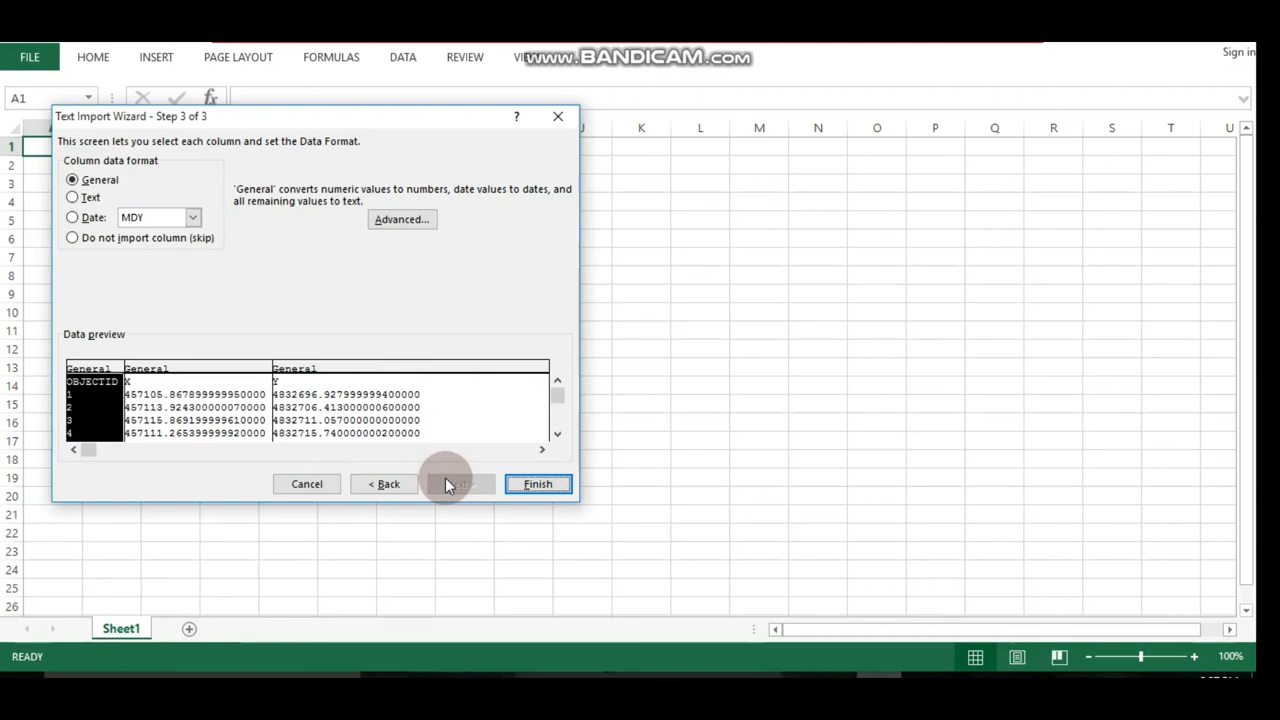 www.BANDICAM.com
Sign in
FILE HOME INSERT PAGE LAYOUT FORMULAS DATA REVIEW
A1 fx
Text Import Wizard - Step 3 of 3 ? ×
This screen lets you select each column and set the Data Format.
Column data format
General
Text
Date: MDY
Do not import column (skip)
'General' converts numeric values to numbers, date values to dates, and
all remaining values to text.
Advanced...
Data preview
General General General
OBJECTID X Y
1 457105.867899999950000 4832696.927999999400000
2 457113.924300000070000 4832706.413000000600000
3 457115.869199999610000 4832711.057000000000000
4 457111.265399999920000 4832715.740000000200000
Cancel < Back Finish
K L M N O P Q R S T U
1
2
3
4
5
6
7
8
9
10
11
12
13
14
15
16
17
18
19
20
21
22
23
24
25
26
Sheet1
READY 100%